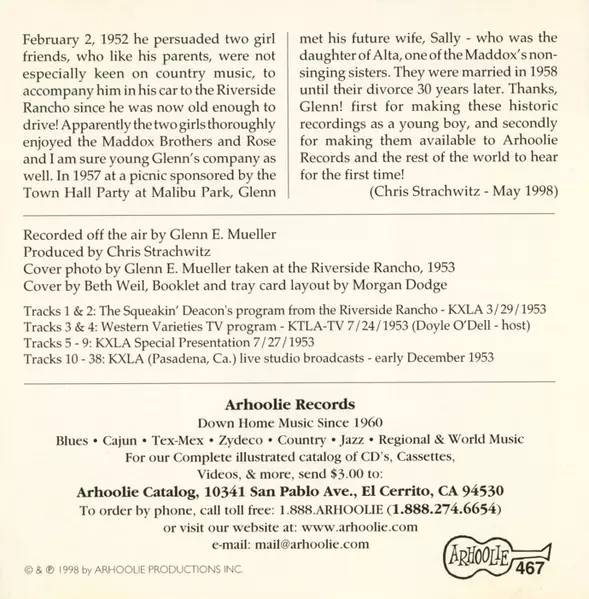 February 2, 1952 he persuaded two girl
friends, who like his parents, were not
especially keen on country music, to
accompany him in his car to the Riverside
Rancho since he was now old enough to
drive! Apparently the two girls thoroughly
enjoyed the Maddox Brothers and Rose
and I am sure young Glenn's company as
well. In 1957 at a picnic sponsored by the
Town Hall Party at Malibu Park, Glenn
met his future wife, Sally - who was the
daughter of Alta, one of the Maddox's non-
singing sisters. They were married in 1958
until their divorce 30 years later. Thanks,
Glenn! first for making these historic
recordings as a young boy, and secondly
for making them available to Arhoolie
Records and the rest of the world to hear
for the first time!
(Chris Strachwitz - May 1998)
Recorded off the air by Glenn E. Mueller
Produced by Chris Strachwitz
Cover photo by Glenn E. Mueller taken at the Riverside Rancho, 1953
Cover by Beth Weil, Booklet and tray card layout by Morgan Dodge
Tracks 1 & 2: The Squeakin' Deacon's program from the Riverside Rancho - KXLA 3/29/1953
Tracks 3 & 4: Western Varieties TV program - KTLA-TV 7/24/1953 (Doyle O'Dell - host)
Tracks 5 - 9: KXLA Special Presentation 7/27/1953
Tracks 10 - 38: KXLA (Pasadena, Ca.) live studio broadcasts - early December 1953
Arhoolie Records
Down Home Music Since 1960
Blues • Cajun • Tex-Mex • Zydeco • Country • Jazz • Regional & World Music
For our Complete illustrated catalog of CD's, Cassettes,
Videos, & more, send $3.00 to:
Arhoolie Catalog, 10341 San Pablo Ave., El Cerrito, CA 94530
To order by phone, call toll free: 1.888.ARHOOLIE (1.888.274.6654)
or visit our website at: www.arhoolie.com
e-mail: mail@arhoolie.com
© & ℗ 1998 by ARHOOLIE PRODUCTIONS INC.
ARHOOLIE
467